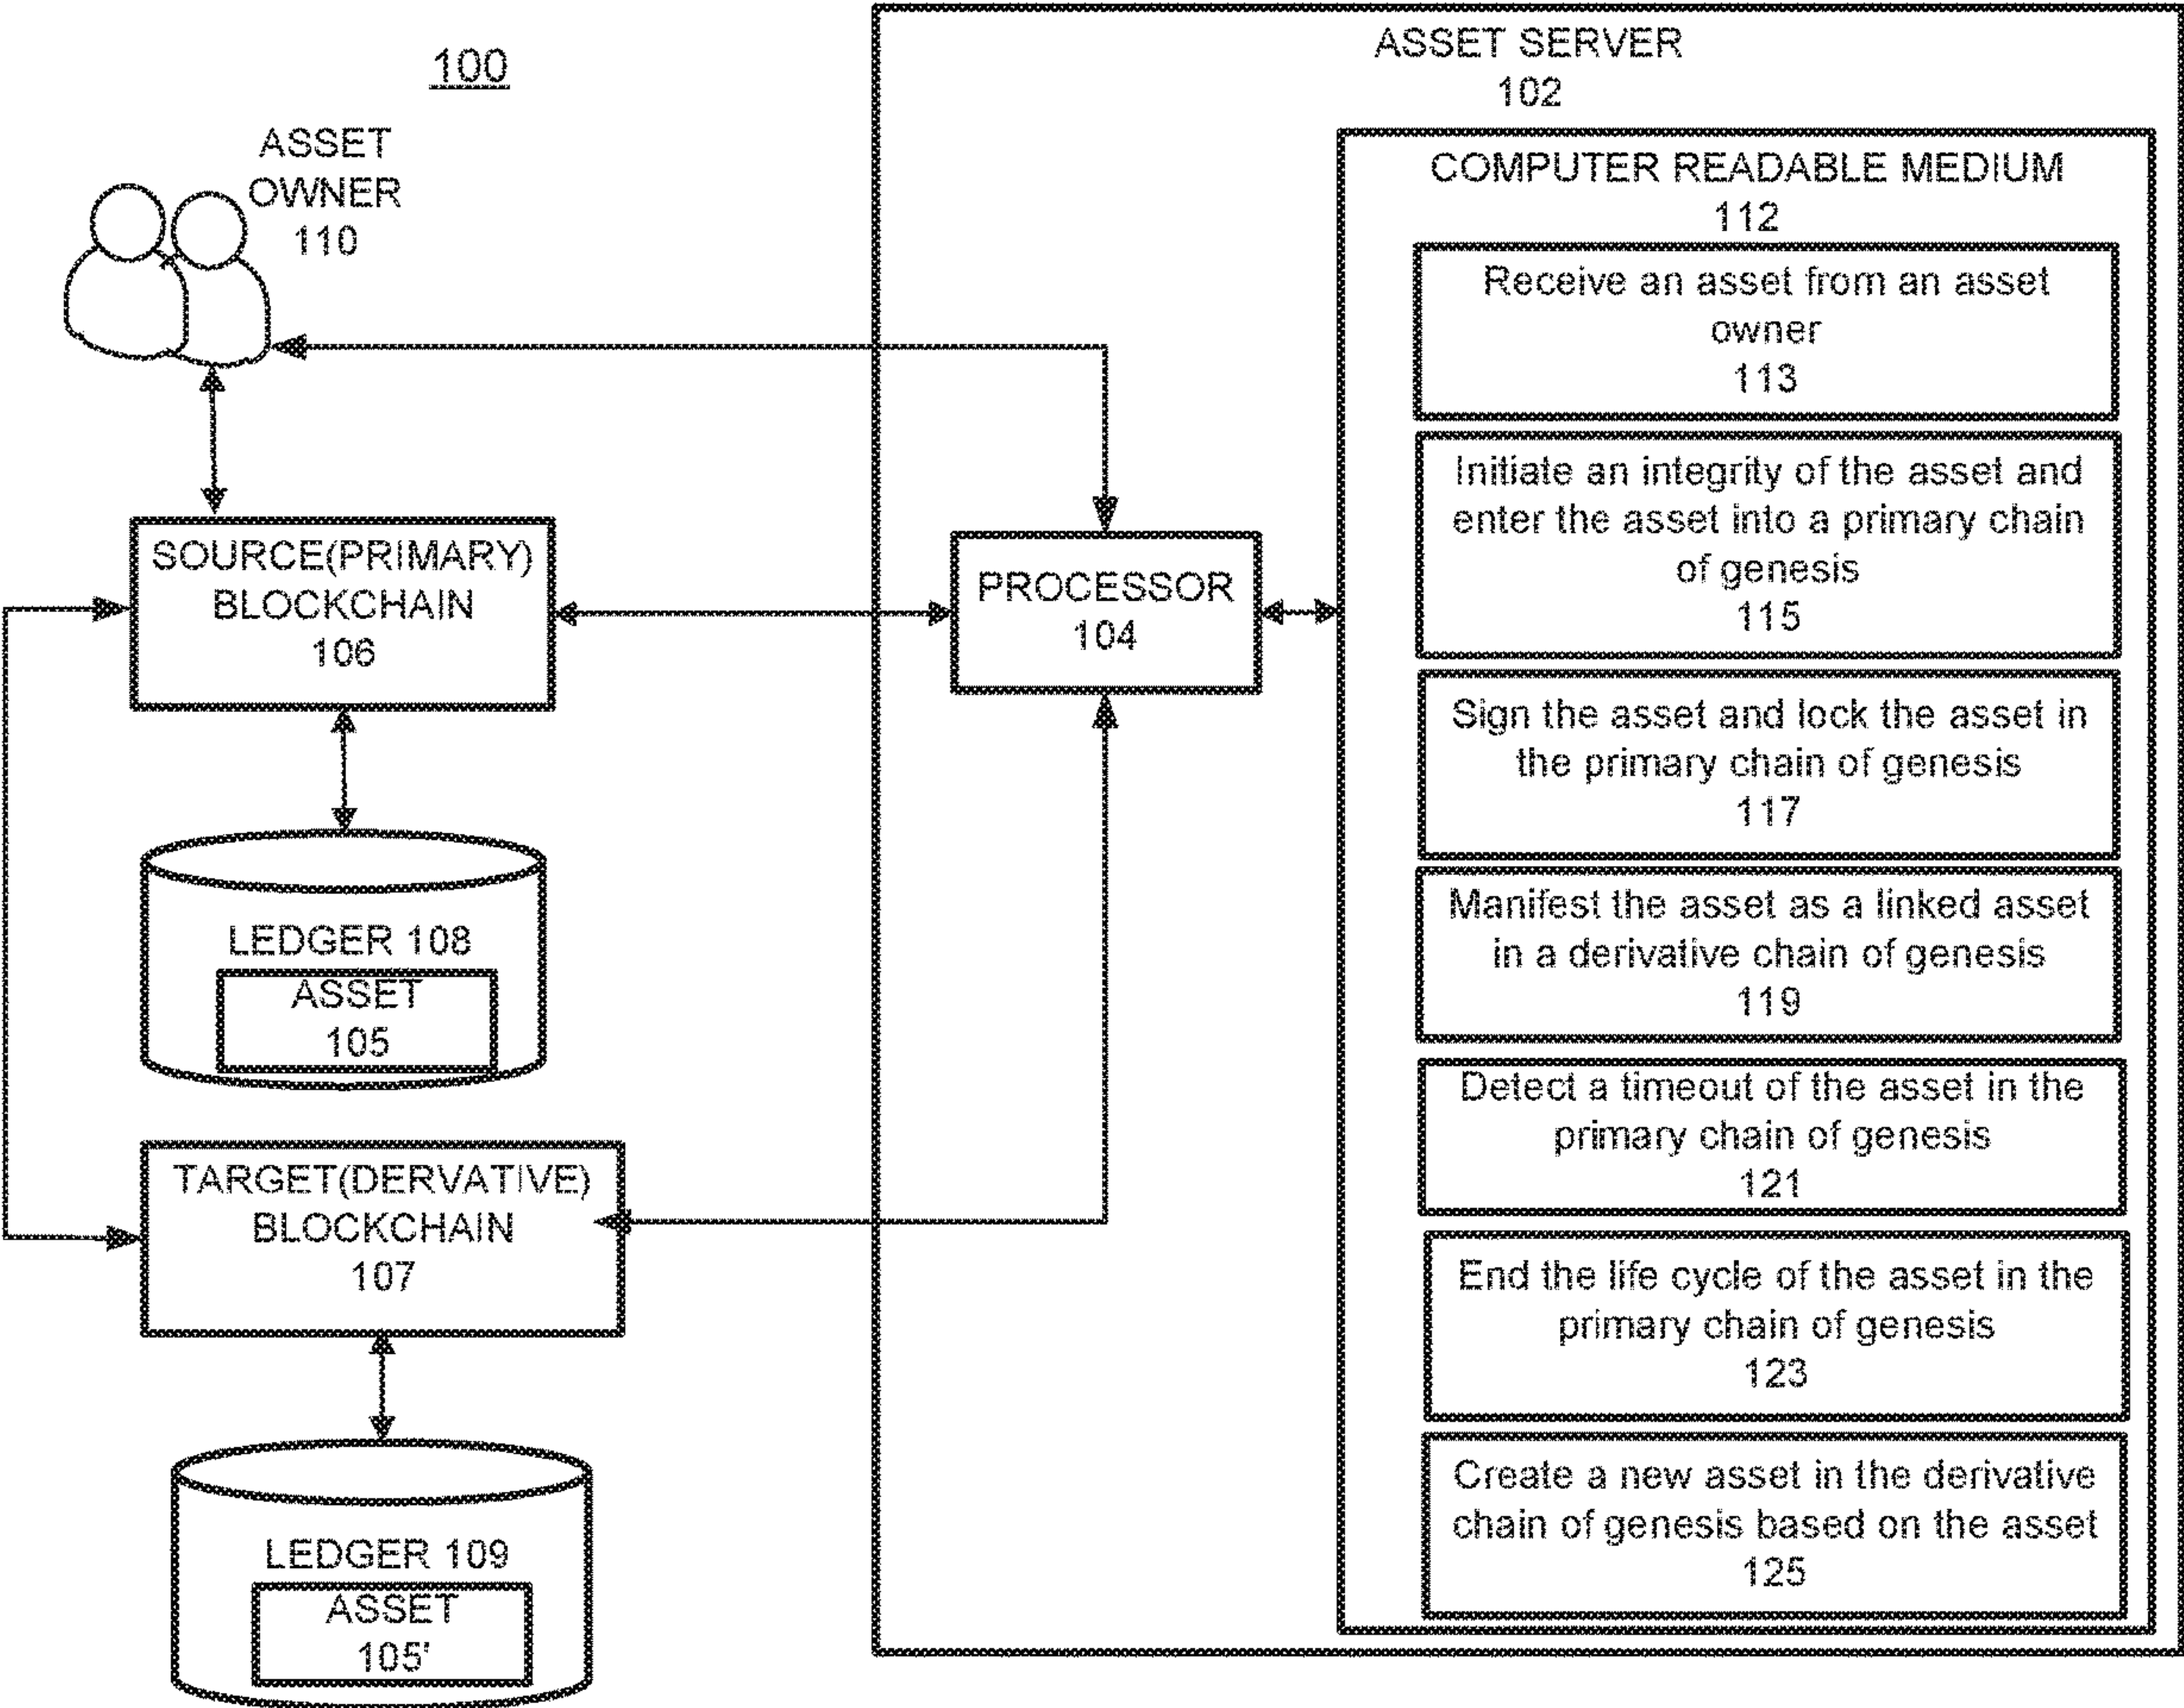 100
ASSET
OWNER
110
SOURCE(PRIMARY)
BLOCKCHAIN
106
LEDGER 108
ASSET
105
TARGET(DERVATIVE)
BLOCKCHAIN
107
LEDGER 109
ASSET
105'
ASSET SERVER
102
PROCESSOR
104
COMPUTER READABLE MEDIUM
112
Receive an asset from an asset
owner
113
Initiate an integrity of the asset and
enter the asset into a primary chain
of genesis
115
Sign the asset and lock the asset in
the primary chain of genesis
117
Manifest the asset as a linked asset
in a derivative chain of genesis
119
Detect a timeout of the asset in the
primary chain of genesis
121
End the life cycle of the asset in the
primary chain of genesis
123
Create a new asset in the derivative
chain of genesis based on the asset
125